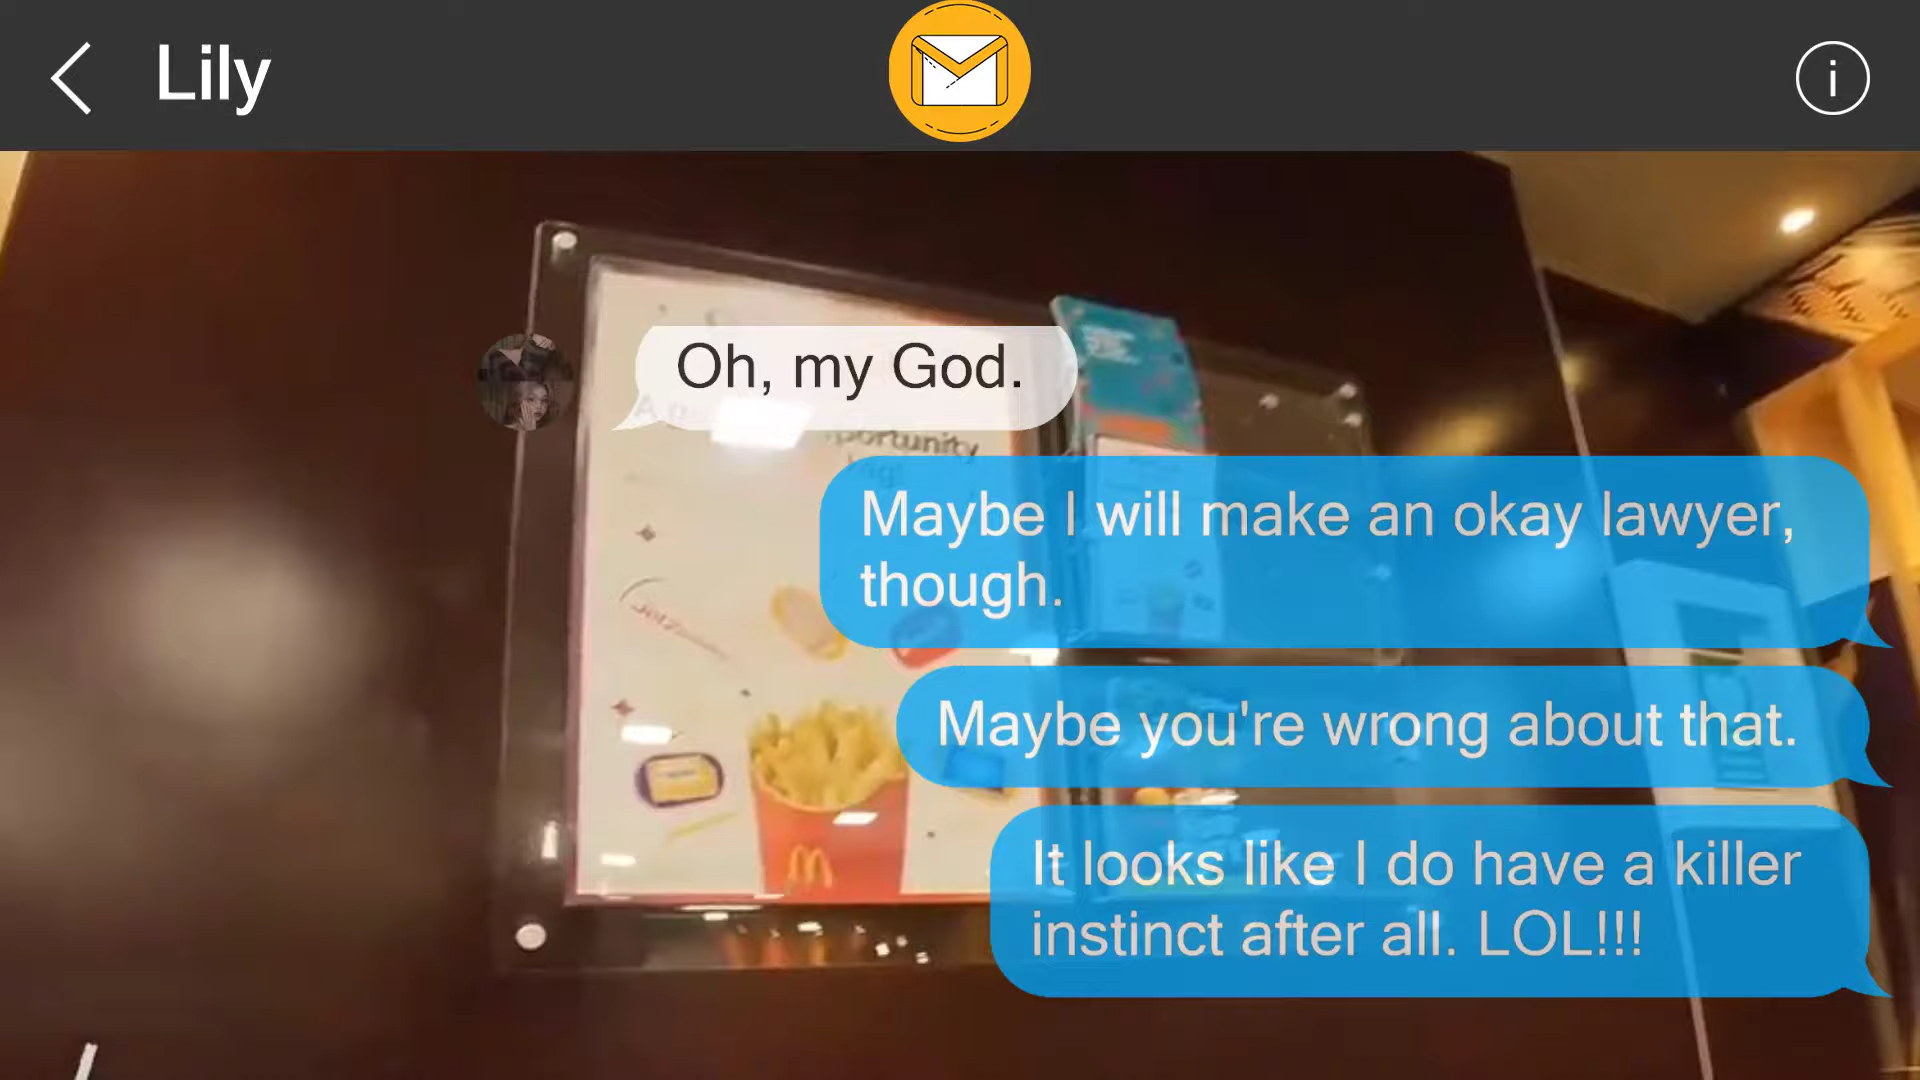 Lily
Oh, my God.
portunity
Maybe I will make an okay lawyer,
though.
Maybe you're wrong about that.
It looks like I do have a killer
instinct after all. LOL!!!